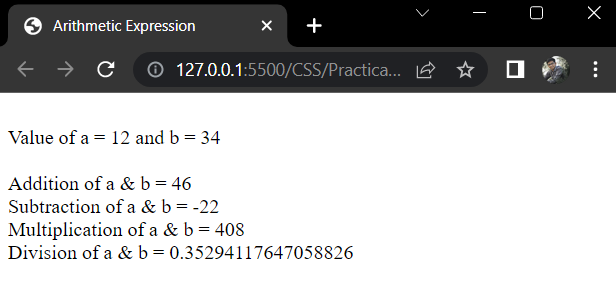 Arithmetic Expression
127.0.0.1:5500/CSS/Practica...
Value of a = 12 and b = 34
Addition of a & b = 46
Subtraction of a & b = -22
Multiplication of a & b = 408
Division of a & b = 0.35294117647058826